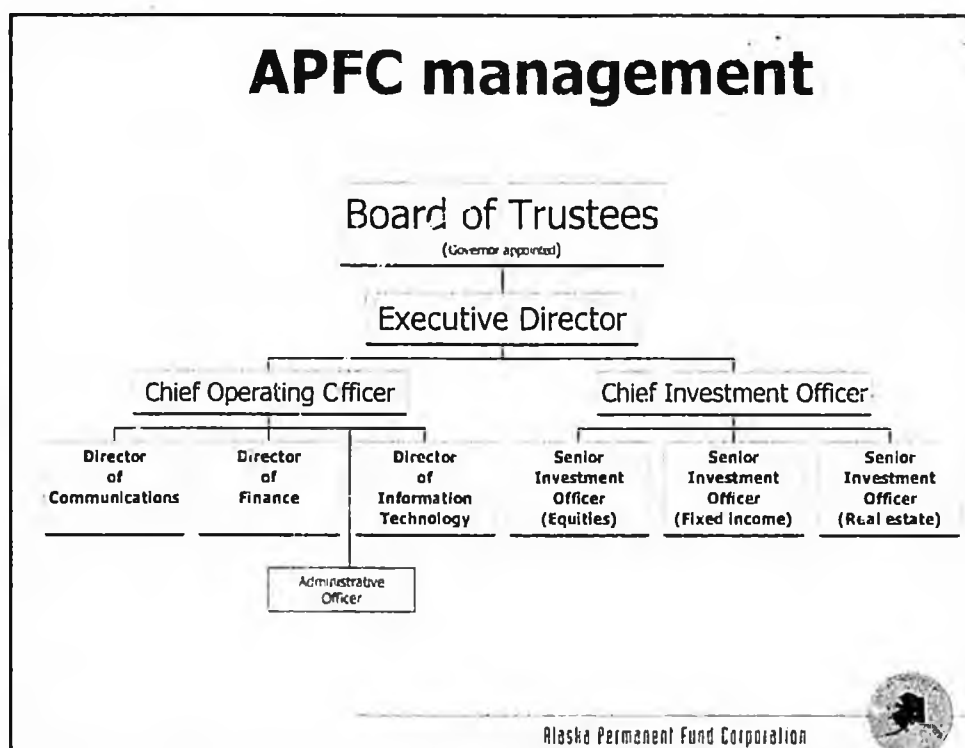 APFC management
Board of Trustees
(Governor appointed)
Executive Director
Chief Operating Officer
Chief Investment Officer
Director
of
Communications
Director
of
Finance
Director
of
Information
Technology
Senior
Investment
Officer
(Equities)
Senior
Investment
Officer
(Fixed income)
Senior
Investment
Officer
(Real estate)
Administrative
Officer
Alaska Permanent Fund Corporation